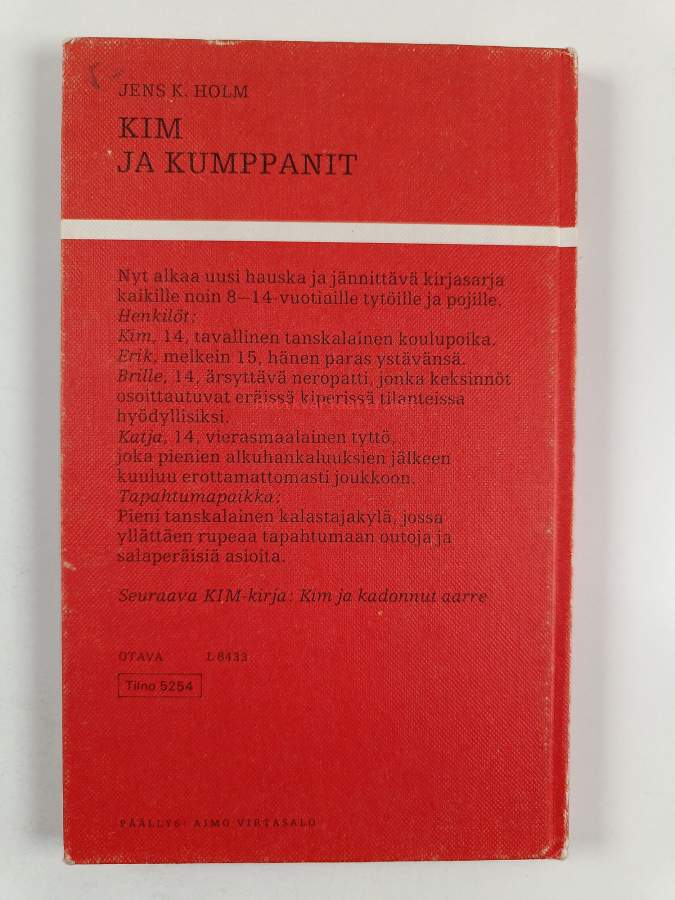 JENS K. HOLM
KIM
JA KUMPPANIT
Nyt alkaa uusi hauska ja jännittävä kirjasarja
kaikille noin 8—14-vuotiaille tytöille ja pojille.
Henkilöt:
Kim, 14, tavallinen tanskalainen koulupoika.
Erik, melkein 15, hänen paras ystävänsä.
Brille, 14, ärsyttävä neropatti, jonka keksinnöt
osoittautuvat eräissä kiperissä tilanteissa
hyödyllisiksi.
Katja, 14, vierasmaalainen tyttö,
joka pienien alkuhankaluuksien jälkeen
kuuluu erottamattomasti joukkoon.
Tapahtumapaikka:
Pieni tanskalainen kalastajakylä, jossa
yllättäen rupeaa tapahtumaan outoja ja
salaperäisiä asioita.
Seuraava KIM-kirja: Kim ja kadonnut aarre
OTAVA L 8433
Tilno 5254
PÄÄLLYS: AIMO VIRTASALO